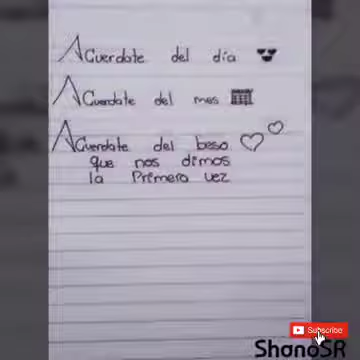 Acuerdate del día
Acuerdate del mes
Acuerdate del beso
que nos dimos
la Primera vez
Subscribe
ShanoSR